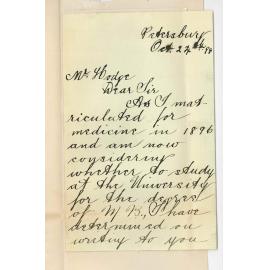 Petersburg
Oct. 24th
Mr. Hodge
Dear Sir
As I mat-
riculated for
medicine in 1896
and am now
considering
whether to study
at the University
for the degree
of M B, I have
determined on
writing to you